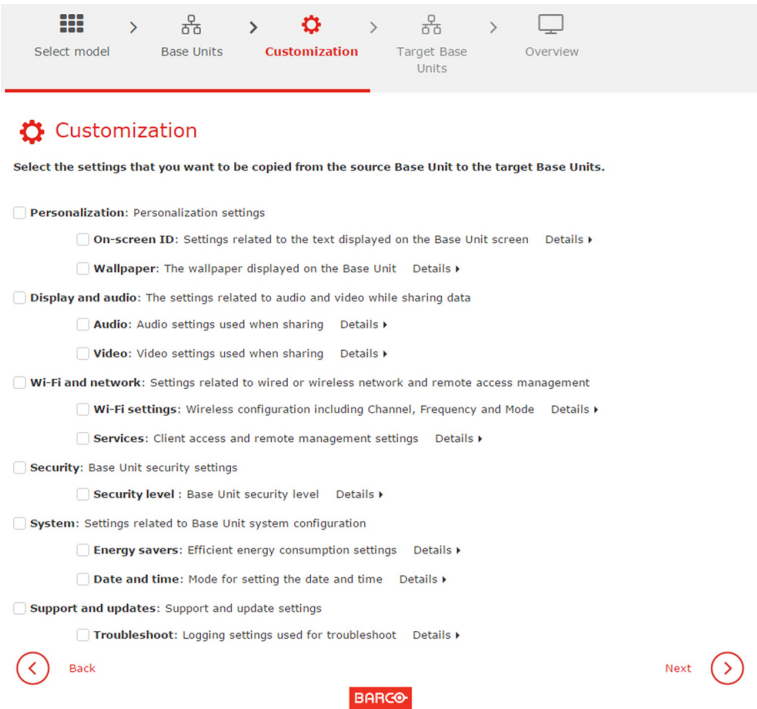 Select model > Base Units > Customization > Target Base Units > Overview
Customization
Select the settings that you want to be copied from the source Base Unit to the target Base Units.
Personalization: Personalization settings
On-screen ID: Settings related to the text displayed on the Base Unit screen Details
Wallpaper: The wallpaper displayed on the Base Unit Details
Display and audio: The settings related to audio and video while sharing data
Audio: Audio settings used when sharing Details
Video: Video settings used when sharing Details
Wi-Fi and network: Settings related to wired or wireless network and remote access management
Wi-Fi settings: Wireless configuration including Channel, Frequency and Mode Details
Services: Client access and remote management settings Details
Security: Base Unit security settings
Security level : Base Unit security level Details
System: Settings related to Base Unit system configuration
Energy savers: Efficient energy consumption settings Details
Date and time: Mode for setting the date and time Details
Support and updates: Support and update settings
Troubleshoot: Logging settings used for troubleshoot Details
Back Next
BARCO